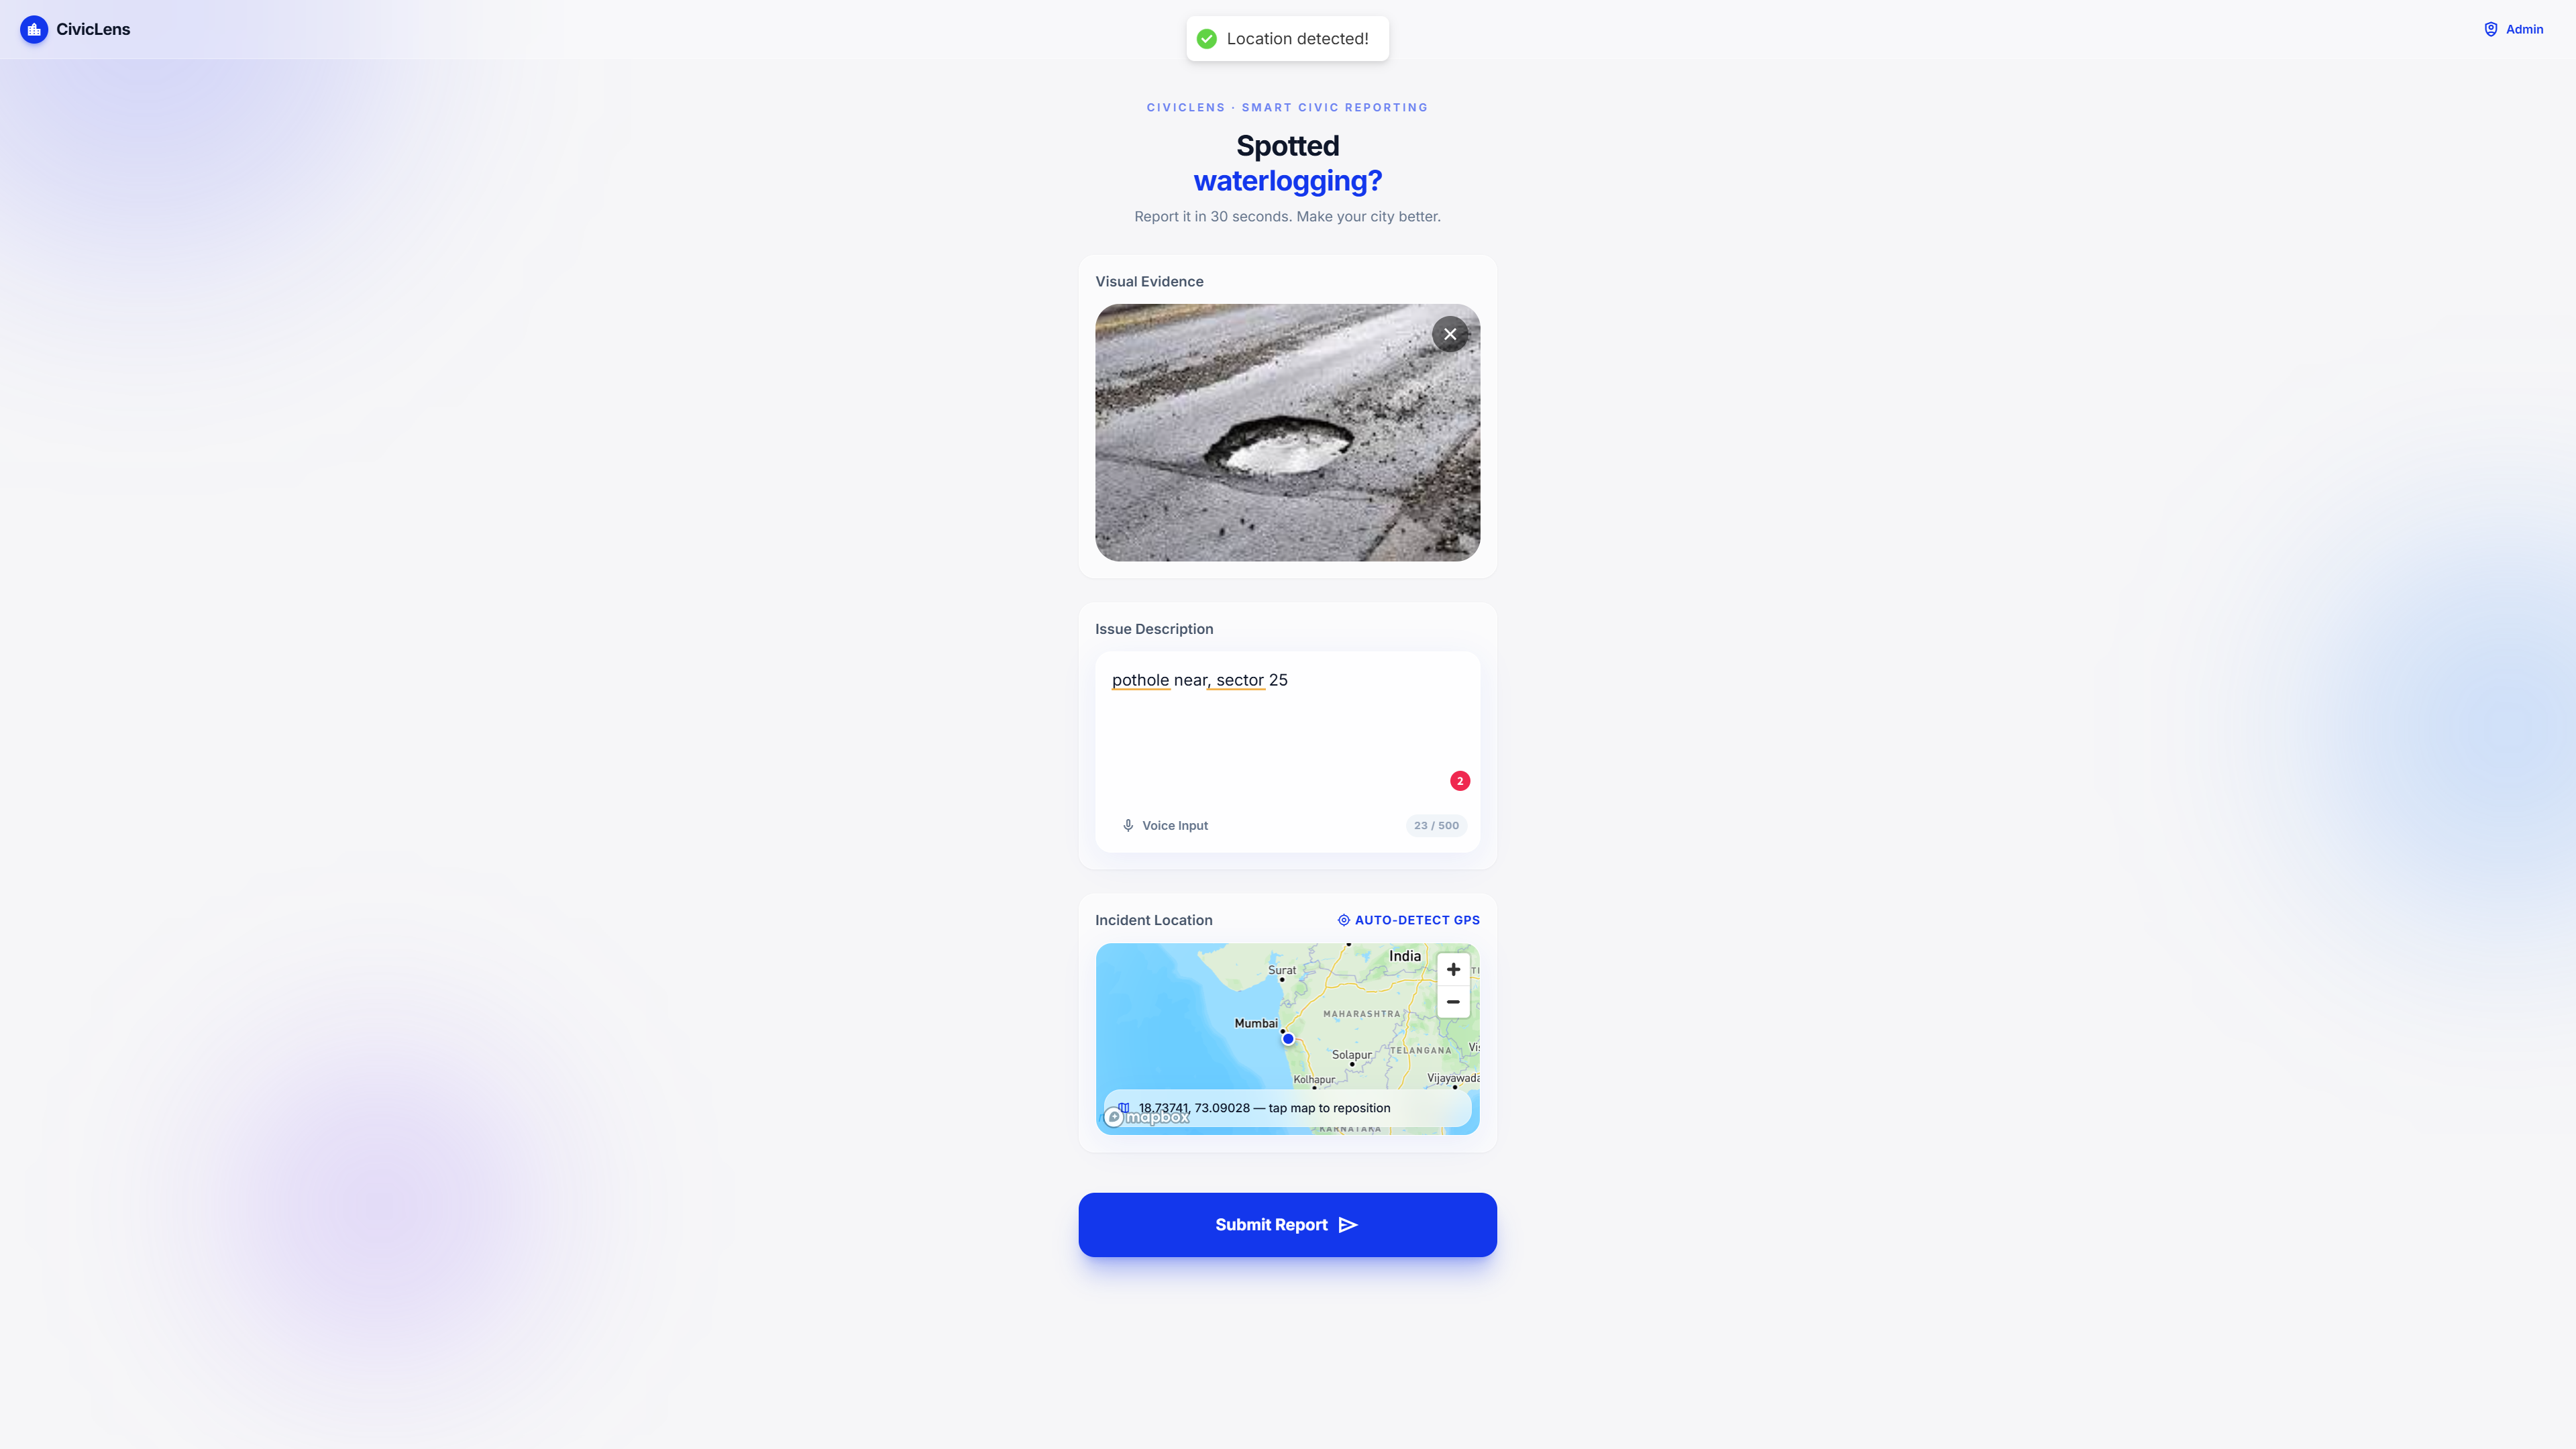 CivicLens
Location detected!
Admin
CIVICLENS · SMART CIVIC REPORTING
Spotted
waterlogging?
Report it in 30 seconds. Make your city better.
Visual Evidence
Issue Description
pothole near, sector 25
2
Voice Input
23 / 500
Incident Location
AUTO-DETECT GPS
India
Surat
Mumbai
MAHARASHTRA
Solapur
TELANGANA
Vis
Kolhapur
Vijayawada
18.73741, 73.09028 — tap map to reposition
mapbox
KARNATAKA
Submit Report